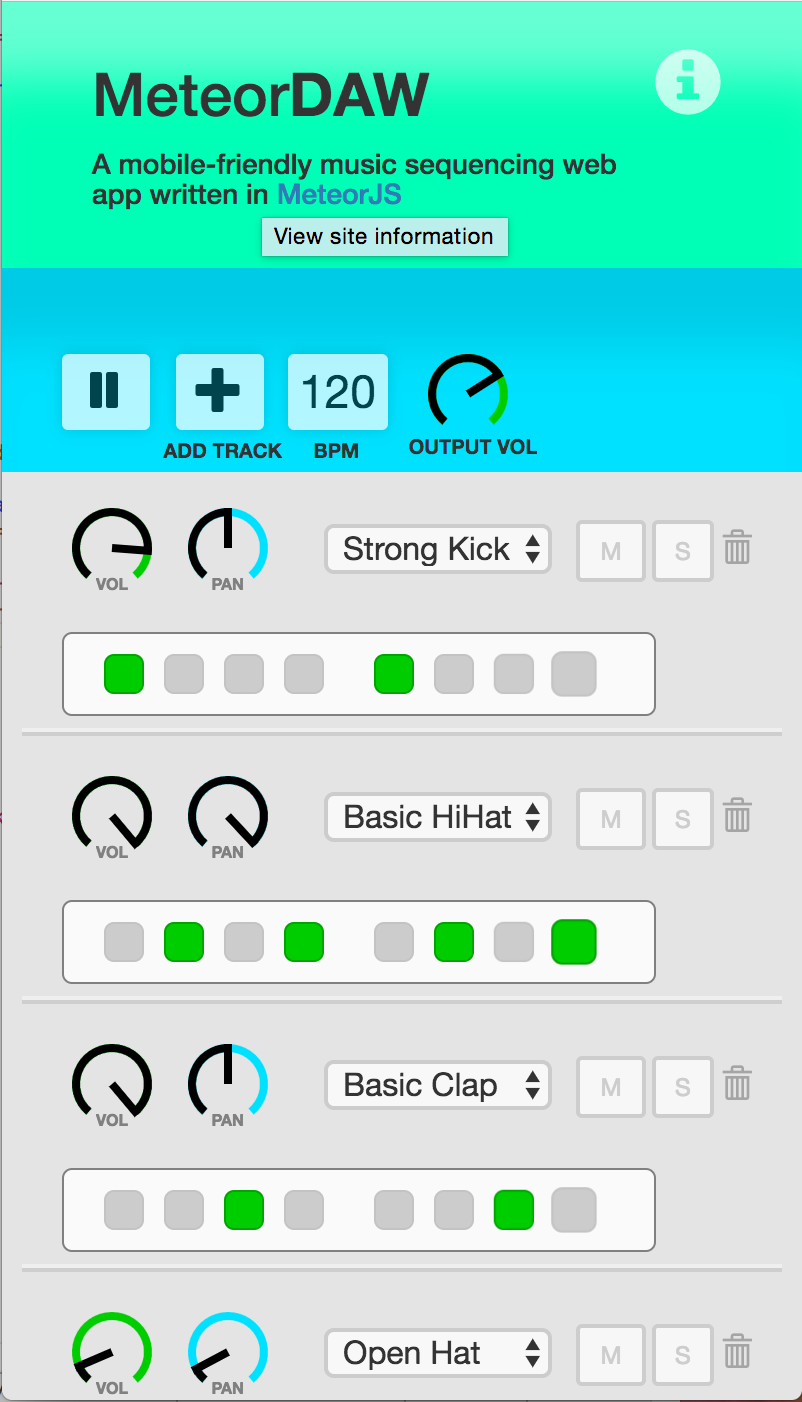 MeteorDAW
A mobile-friendly music sequencing web
app written in MeteorJS
View site information
120
ADD TRACK BPM OUTPUT VOL
Strong Kick M S
VOL PAN
Basic HiHat M S
VOL PAN
Basic Clap M S
VOL PAN
Open Hat M S
VOL PAN